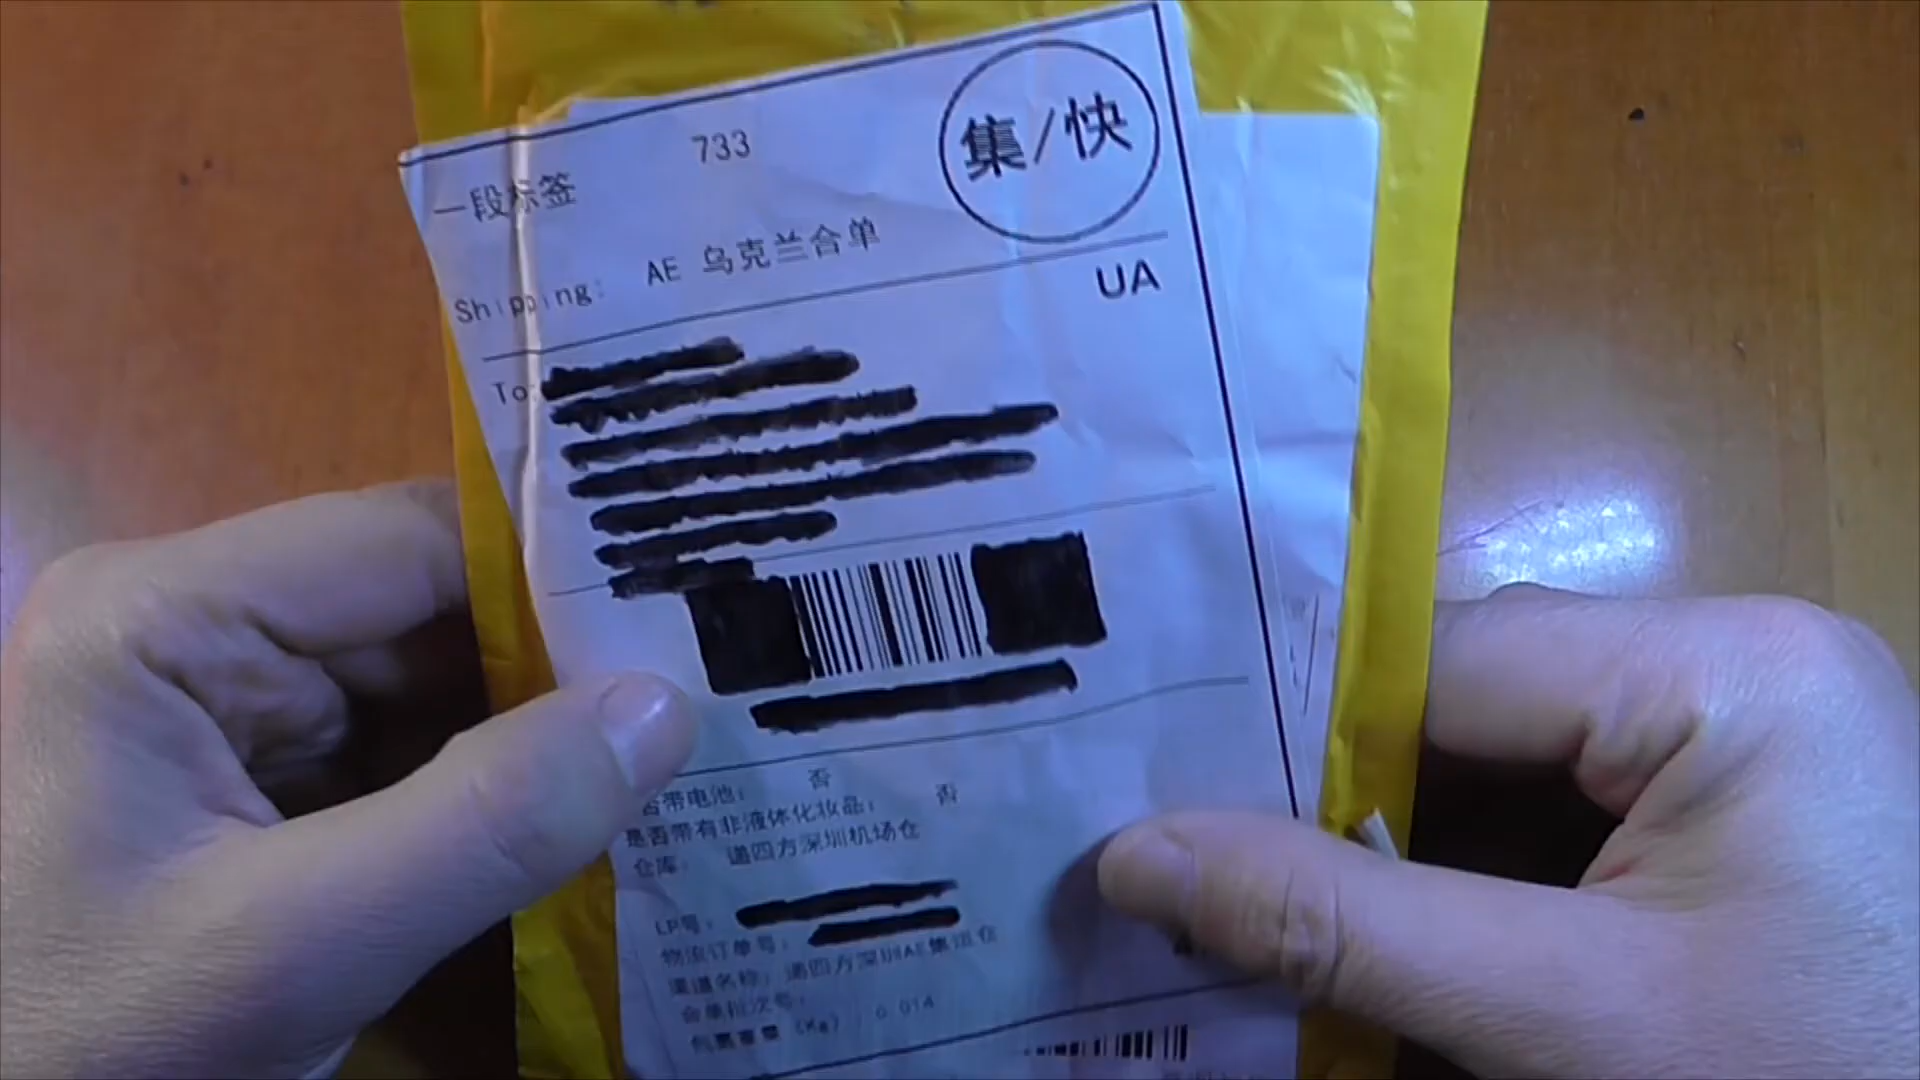 733
集/快
一段标签
Shipping: AE 乌克兰合单
UA
To:
否带电池： 否
是否带有非液体化妆品： 否
仓库： 递四方深圳机场仓
LP号：
物流订单号：
渠道名称：递四方深圳AE集运仓
合单批次号：
包裹重量（Kg）： 0.014